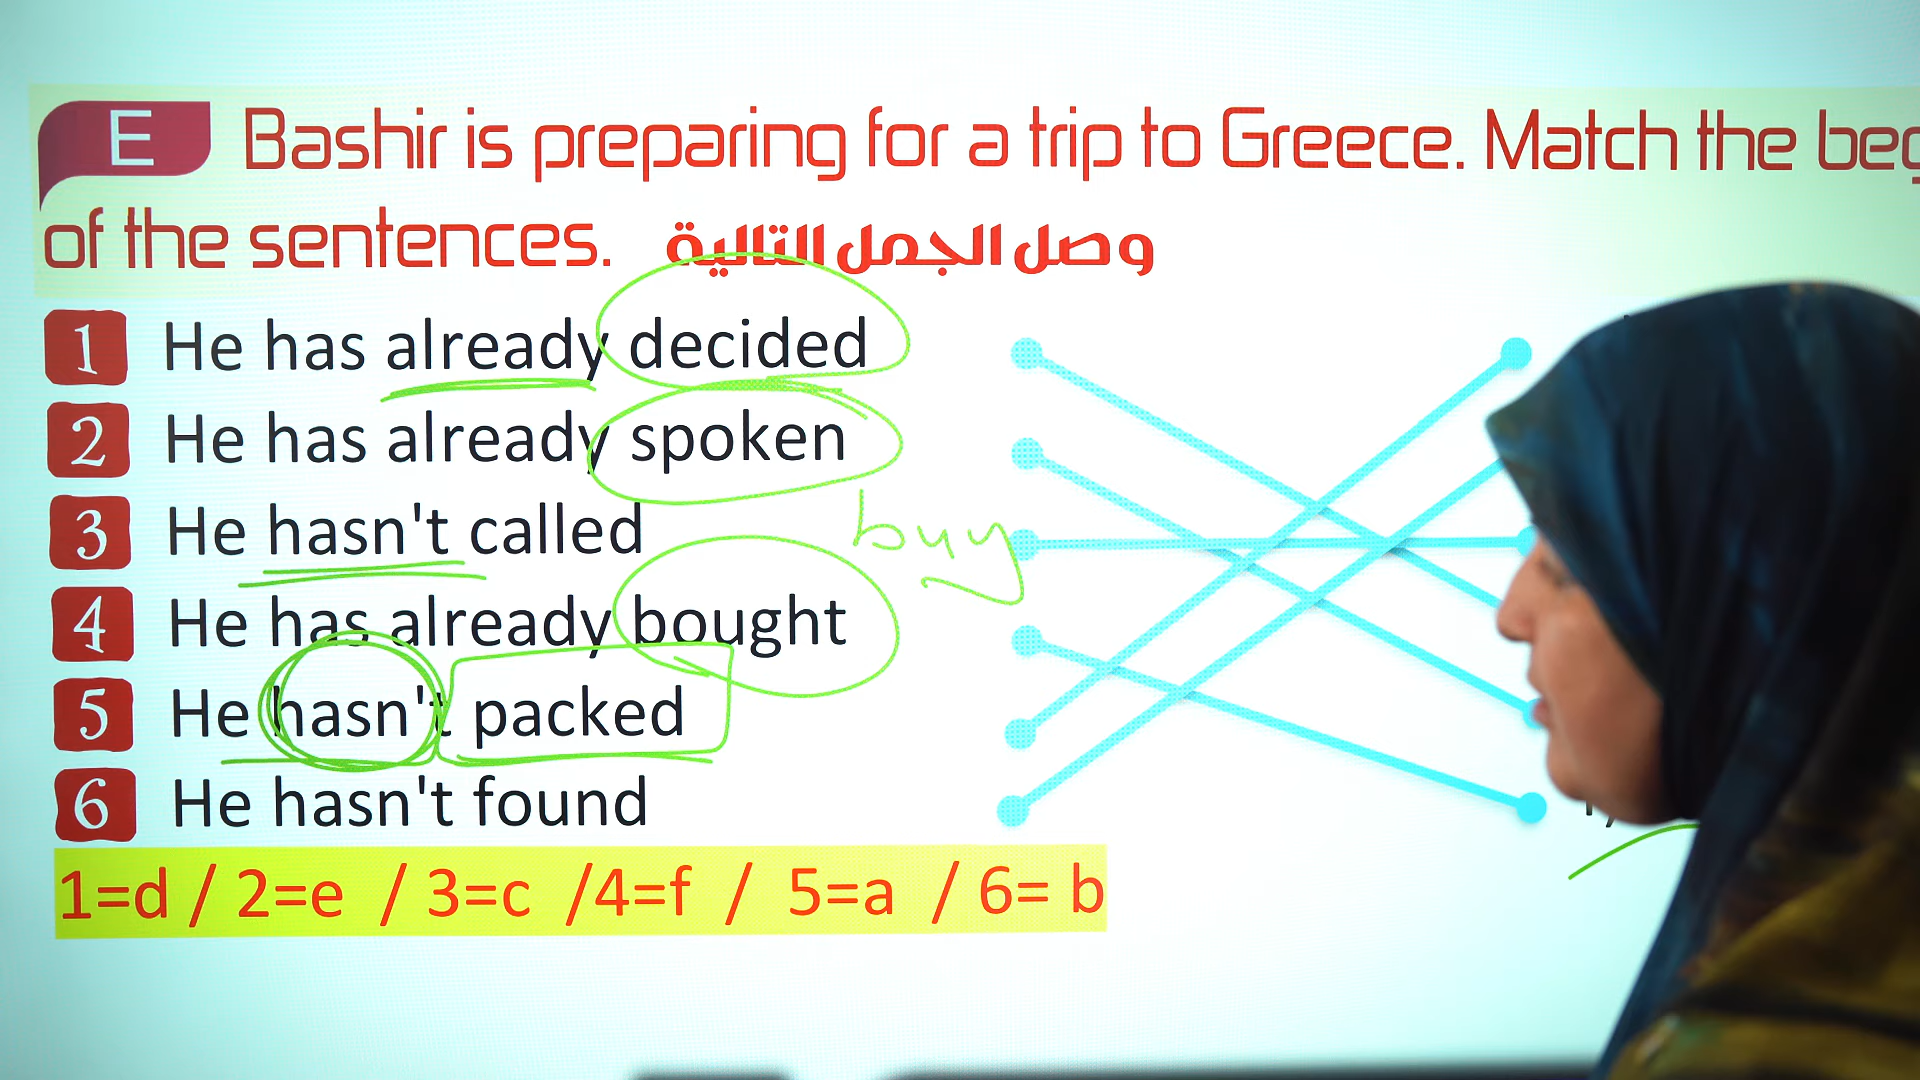 E Bashir is preparing for a trip to Greece. Match the beg
of the sentences. وصل الجمل التالية
1 He has already decided
2 He has already spoken
3 He hasn't called
buy
4 He has already bought
5 He hasn't packed
6 He hasn't found
1=d / 2=e / 3=c /4=f / 5=a / 6= b